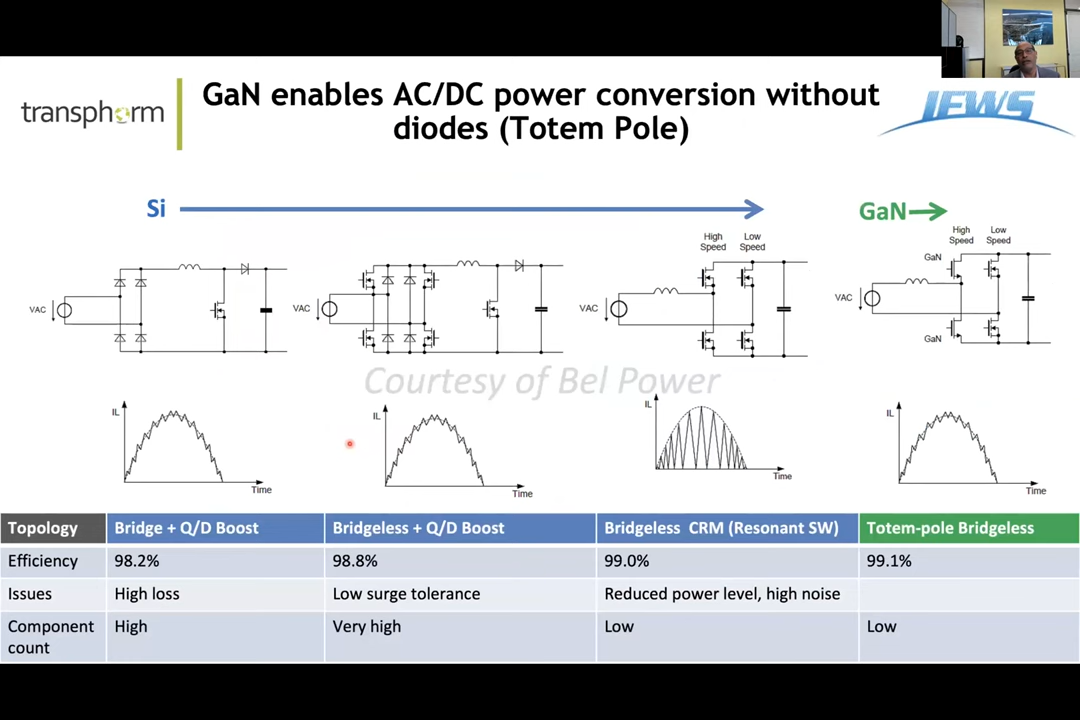 transphorm
GaN enables AC/DC power conversion without
diodes (Totem Pole)
IEWS
Si
GaN
High
Speed
Low
Speed
High
Speed
Low
Speed
VAC
VAC
VAC
VAC
GaN
GaN
Courtesy of Bel Power
IL
Time
IL
Time
IL
Time
IL
Time
Topology
Bridge + Q/D Boost
Bridgeless + Q/D Boost
Bridgeless CRM (Resonant SW)
Totem-pole Bridgeless
Efficiency
98.2%
98.8%
99.0%
99.1%
Issues
High loss
Low surge tolerance
Reduced power level, high noise
Component
count
High
Very high
Low
Low